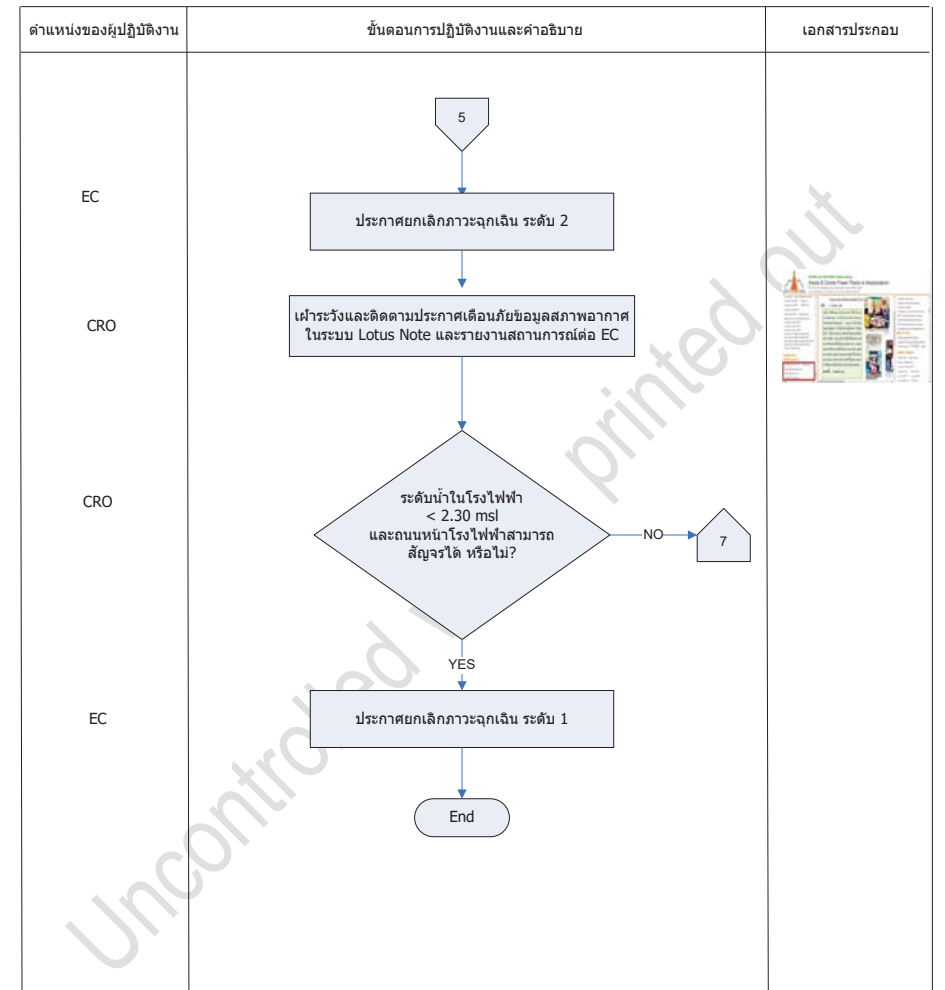 ตำแหน่งของผู้ปฏิบัติงาน
ขั้นตอนการปฏิบัติงานและคำอธิบาย
เอกสารประกอบ
5
EC
ประกาศยกเลิกภาวะฉุกเฉิน ระดับ 2
CRO
เฝ้าระวังและติดตามประกาศเตือนภัยข้อมูลสภาพอากาศ
ในระบบ Lotus Note และรายงานสถานการณ์ต่อ EC
CRO
ระดับน้ำในโรงไฟฟ้า
< 2.30 msl
และถนนหน้าโรงไฟฟ้าสามารถ
สัญจรได้ หรือไม่?
NO
7
YES
EC
ประกาศยกเลิกภาวะฉุกเฉิน ระดับ 1
End
Uncontrolled
printed out